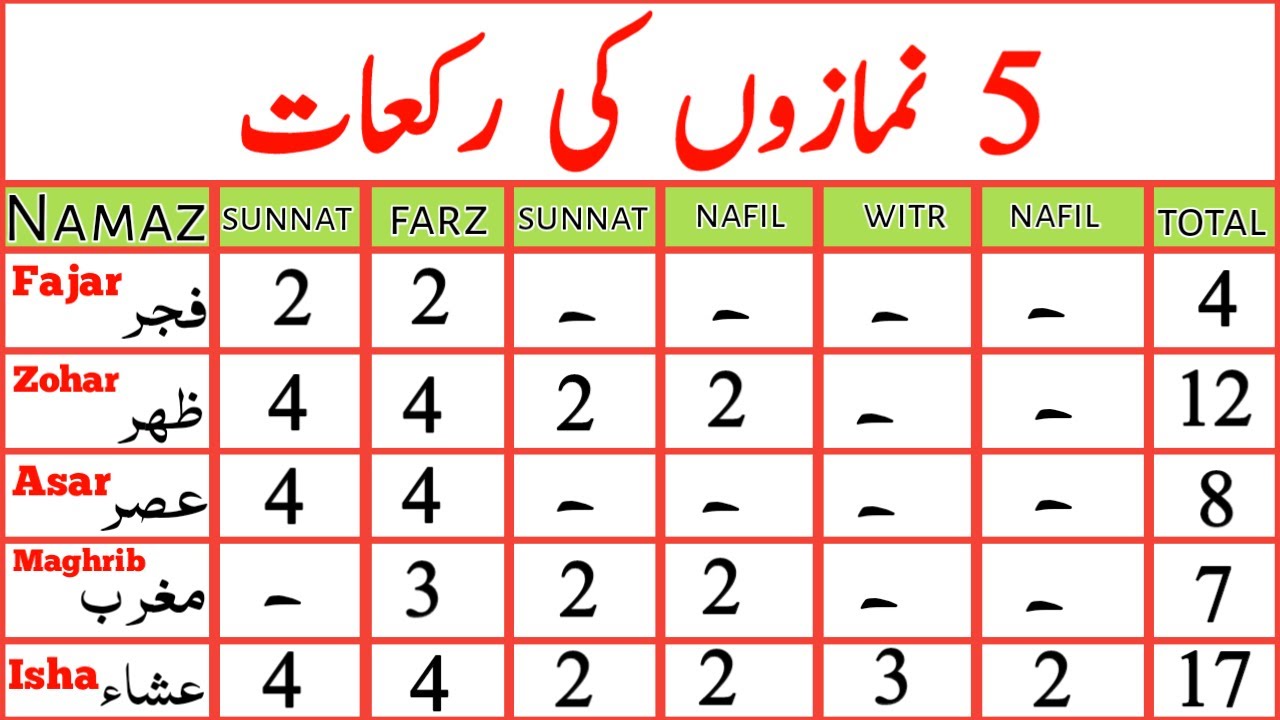 5 نمازوں کی رکعات
NAMAZ SUNNAT FARZ SUNNAT NAFIL WITR NAFIL TOTAL
Fajar فجر 2 2 - - - - 4
Zohar ظهر 4 4 2 2 - - 12
Asar عصر 4 4 - - - - 8
Maghrib مغرب - 3 2 2 - - 7
Isha عشاء 4 4 2 2 3 2 17